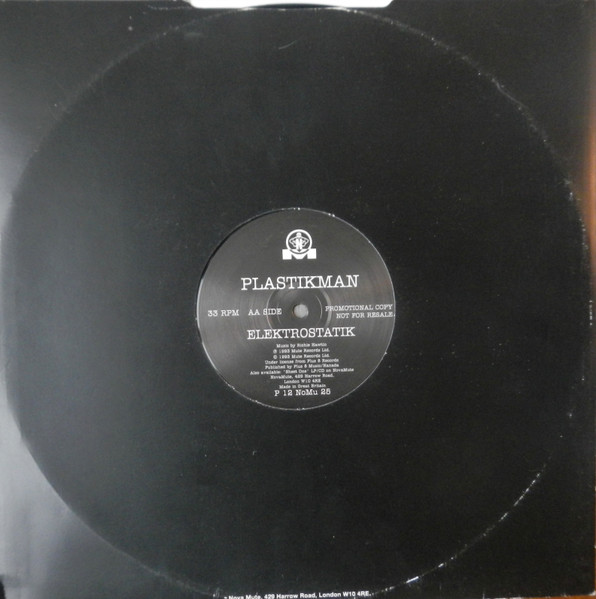 PLASTIKMAN
33 RPM AA SIDE PROMOTIONAL COPY
NOT FOR RESALE.
ELEKTROSTATIK
Music by Richie Hawtin
℗ 1993 Mute Records Ltd.
© 1993 Mute Records Ltd
Under license from Plus 8 Records
Published by Plus 8 Music/Canada
Also available 'Sheet One' LP/CD on NovaMute
NovaMute, 429 Harrow Road,
London W10 4RE
Made in Great Britain
P 12 NoMu 25
Nova Mute, 429 Harrow Road, London W10 4RE.